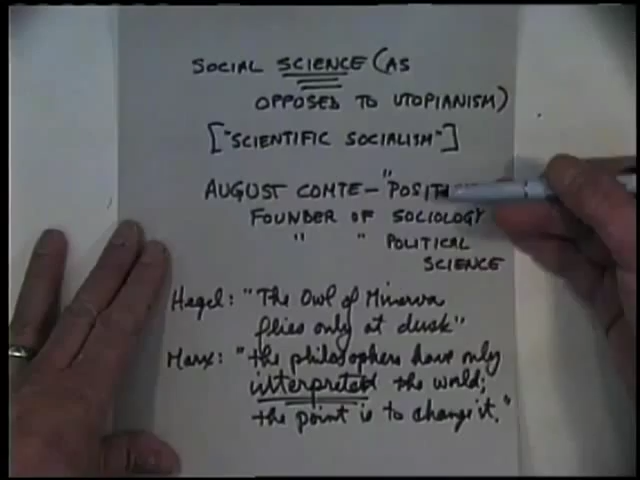 SOCIAL SCIENCE (AS
OPPOSED TO UTOPIANISM)
["SCIENTIFIC SOCIALISM"]
AUGUST COMTE - "POSIT
FOUNDER OF SOCIOLOGY
" " POLITICAL
SCIENCE
Hegel: "The Owl of Minerva
flies only at dusk"
Marx: "the philosophers have only
interpreted the world;
the point is to change it."